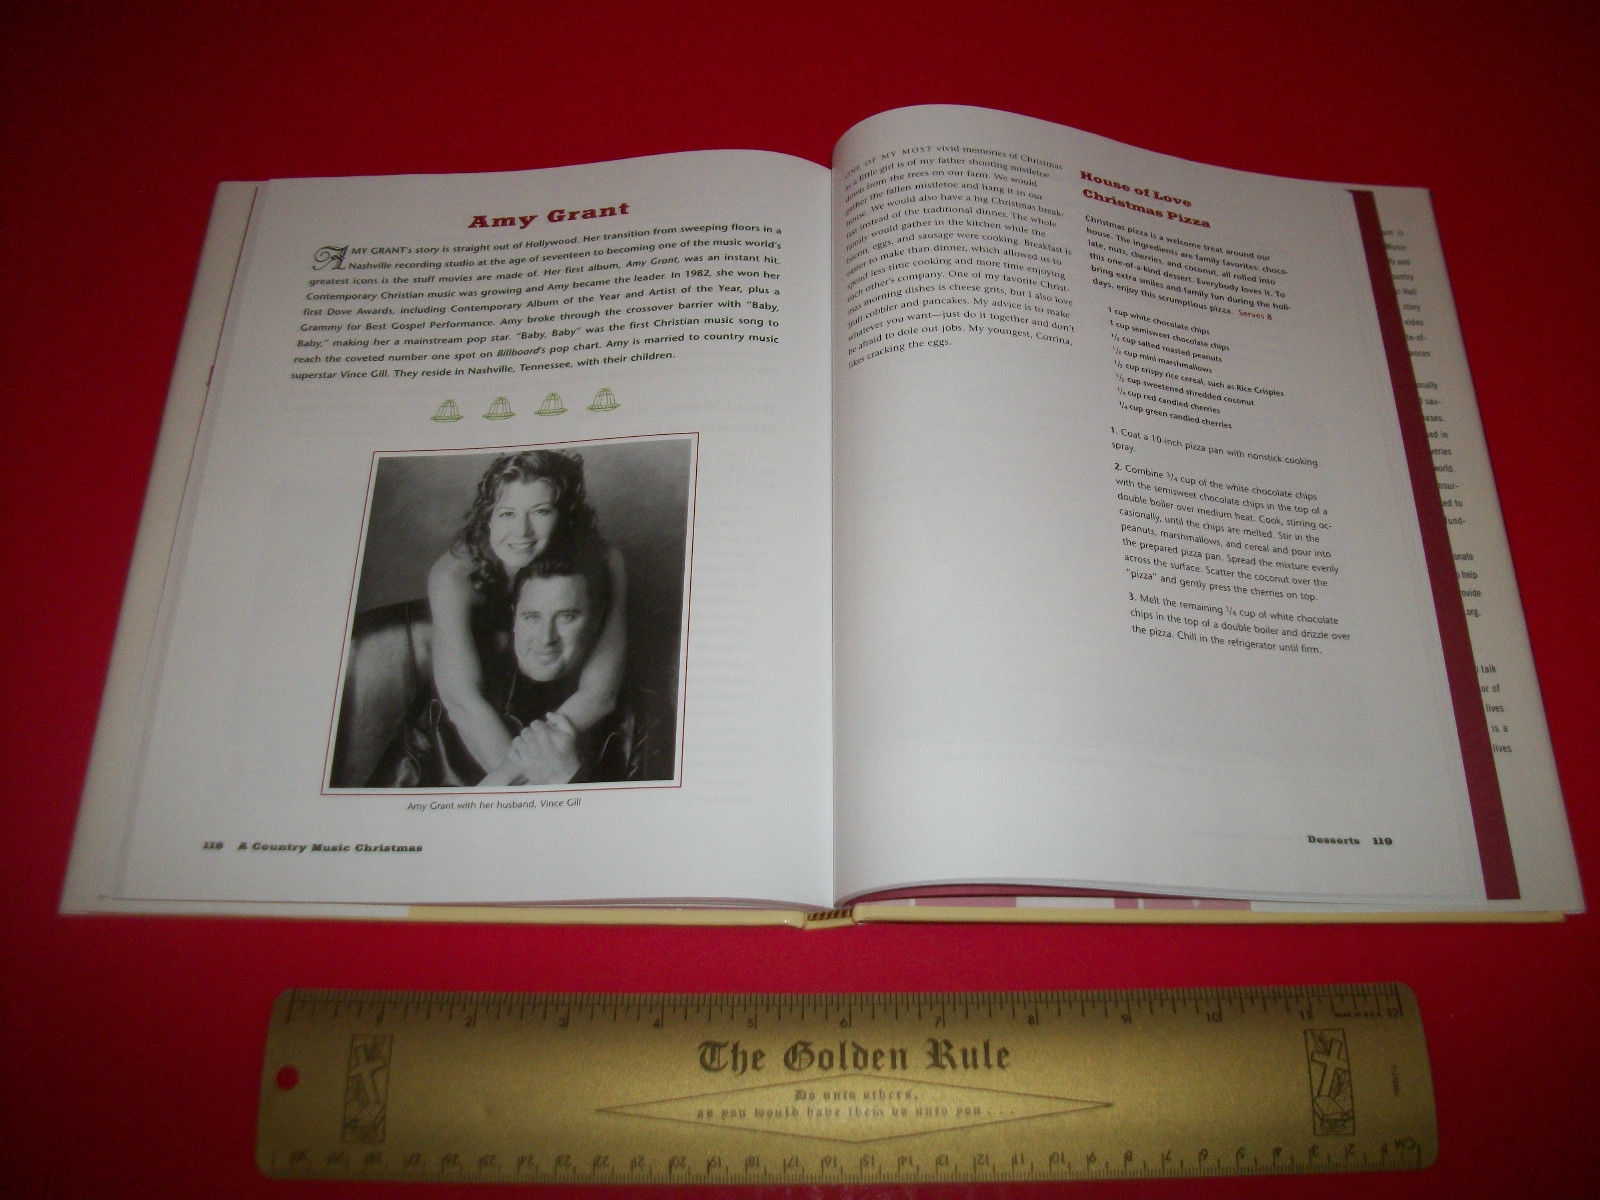 Amy Grant
AMY GRANT's story is straight out of Hollywood. Her transition from sweeping floors in a
Nashville recording studio at the age of seventeen to becoming one of the music world's
greatest icons is the stuff movies are made of. Her first album, Amy Grant, was an instant hit.
Contemporary Christian music was growing and Amy became the leader. In 1982, she won her
first Dove Awards, including Contemporary Album of the Year and Artist of the Year, plus a
Grammy for Best Gospel Performance. Amy broke through the crossover barrier with "Baby,
Baby," making her a mainstream pop star. "Baby, Baby" was the first Christian music song to
reach the coveted number one spot on Billboard's pop chart. Amy is married to country music
superstar Vince Gill. They reside in Nashville, Tennessee, with their children.
Amy Grant with her husband, Vince Gill
118 A Country Music Christmas
ONE OF MY MOST vivid memories of Christmas
as a little girl is of my father shooting mistletoe
down from the trees on our farm. We would
gather the fallen mistletoe and hang it in our
house. We would also have a big Christmas break-
fast instead of the traditional dinner. The whole
family would gather in the kitchen while the
bacon, eggs, and sausage were cooking. Breakfast is
easier to make than dinner, which allowed us to
spend less time cooking and more time enjoying
each other's company. One of my favorite Christ-
mas morning dishes is cheese grits, but I also love
fruit cobbler and pancakes. My advice is to make
whatever you want—just do it together and don't
be afraid to dole out jobs. My youngest, Corrina,
likes cracking the eggs.
House of Love
Christmas Pizza
Christmas pizza is a welcome treat around our
house. The ingredients are family favorites: choco-
late, nuts, cherries, and coconut, all rolled into
this one-of-a-kind dessert. Everybody loves it. To
bring extra smiles and family fun during the holi-
days, enjoy this scrumptious pizza. Serves 8
1 cup white chocolate chips
1 cup semisweet chocolate chips
1/2 cup salted roasted peanuts
1/2 cup mini marshmallows
1/2 cup crispy rice cereal, such as Rice Crispies
1/2 cup sweetened shredded coconut
1/4 cup red candied cherries
1/4 cup green candied cherries
1. Coat a 10-inch pizza pan with nonstick cooking
spray.
2. Combine 3/4 cup of the white chocolate chips
with the semisweet chocolate chips in the top of a
double boiler over medium heat. Cook, stirring oc-
casionally, until the chips are melted. Stir in the
peanuts, marshmallows, and cereal and pour into
the prepared pizza pan. Spread the mixture evenly
across the surface. Scatter the coconut over the
"pizza" and gently press the cherries on top.
3. Melt the remaining 1/4 cup of white chocolate
chips in the top of a double boiler and drizzle over
the pizza. Chill in the refrigerator until firm.
Desserts 119
talk
or of
lives
is a
lives
1 2 3 4 5 6 7 8 9 10 11 12
The Golden Rule
Do unto others,
as you would have them do unto you . . .